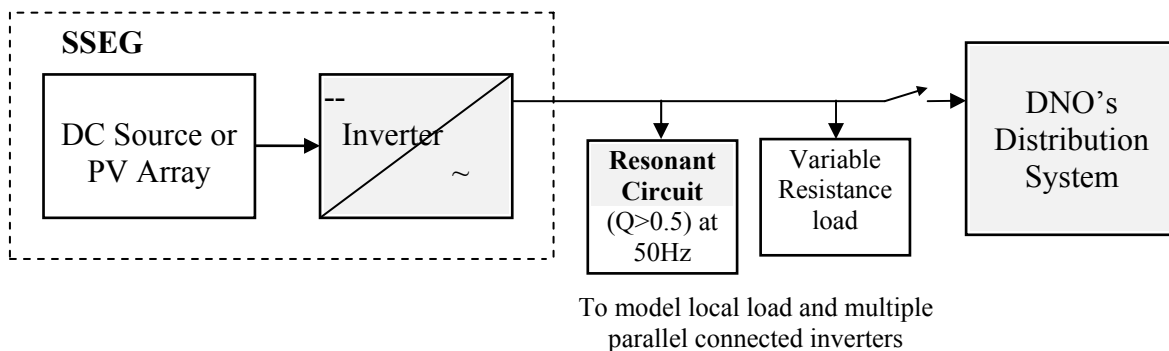 SSEG
DC Source or
PV Array
--
Inverter
~
Resonant
Circuit
(Q>0.5) at
50Hz
Variable
Resistance
load
DNO's
Distribution
System
To model local load and multiple
parallel connected inverters